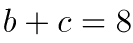 b + c = 8